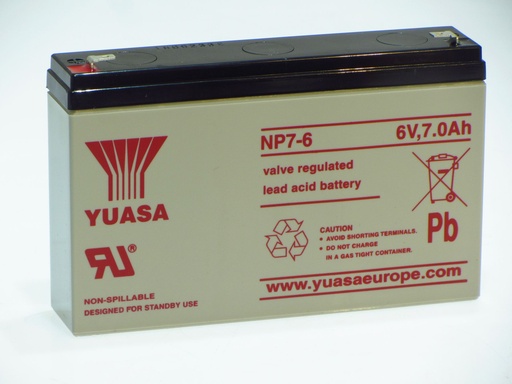 YUASA
NON-SPILLABLE
DESIGNED FOR STANDBY USE
NP7-6 6V,7.0Ah
valve regulated
lead acid battery
CAUTION
• AVOID SHORTING TERMINALS.
• DO NOT CHARGE
IN A GAS TIGHT CONTAINER.
Pb
www.yuasaeurope.com